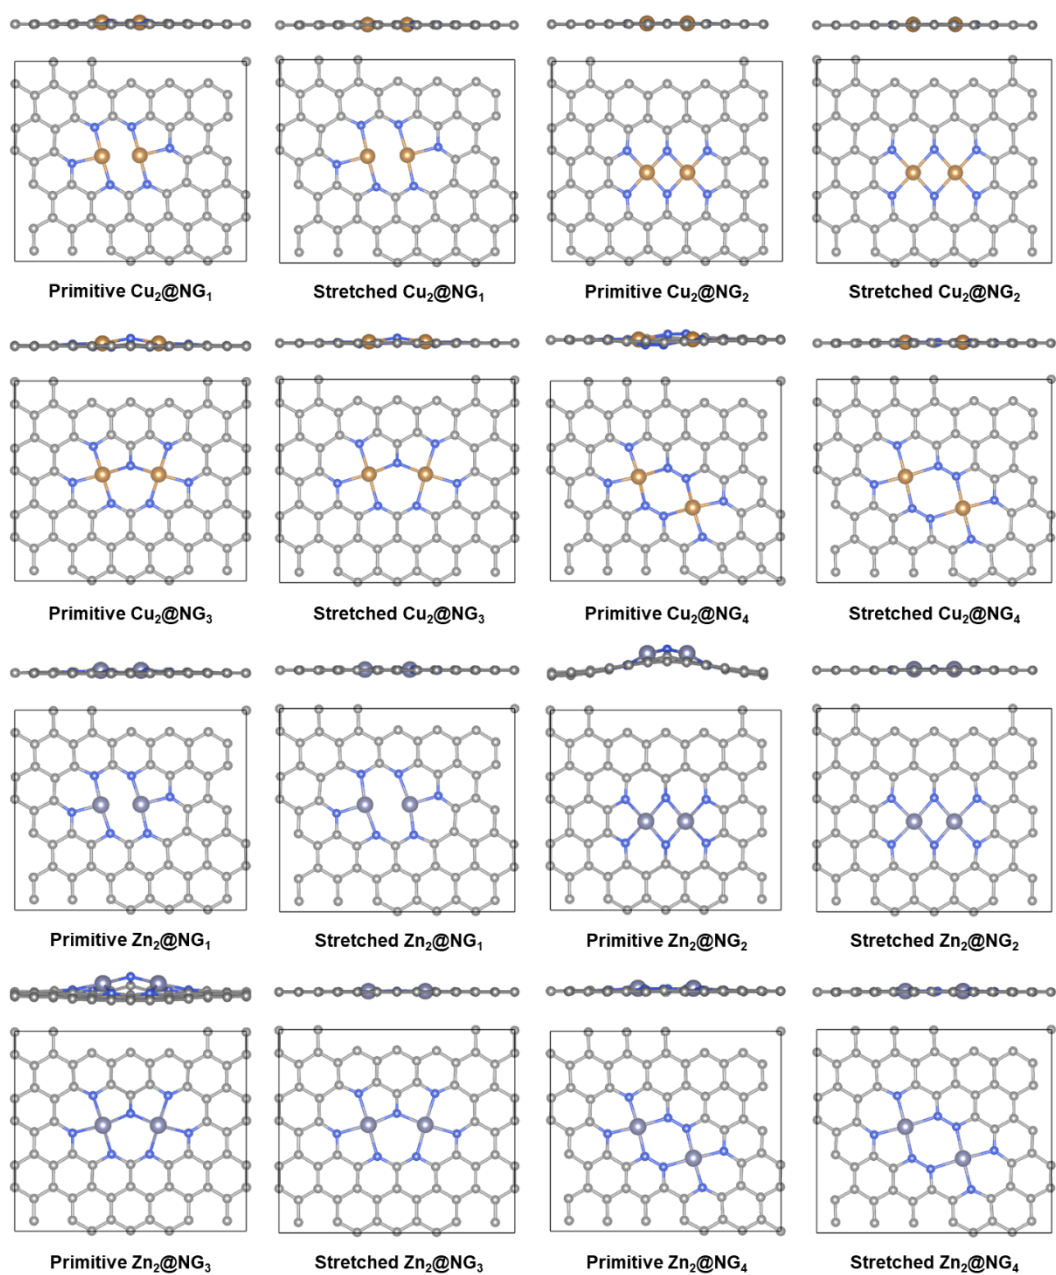 Primitive Cu₂@NG₁
Stretched Cu₂@NG₁
Primitive Cu₂@NG₂
Stretched Cu₂@NG₂
Primitive Cu₂@NG₃
Stretched Cu₂@NG₃
Primitive Cu₂@NG₄
Stretched Cu₂@NG₄
Primitive Zn₂@NG₁
Stretched Zn₂@NG₁
Primitive Zn₂@NG₂
Stretched Zn₂@NG₂
Primitive Zn₂@NG₃
Stretched Zn₂@NG₃
Primitive Zn₂@NG₄
Stretched Zn₂@NG₄